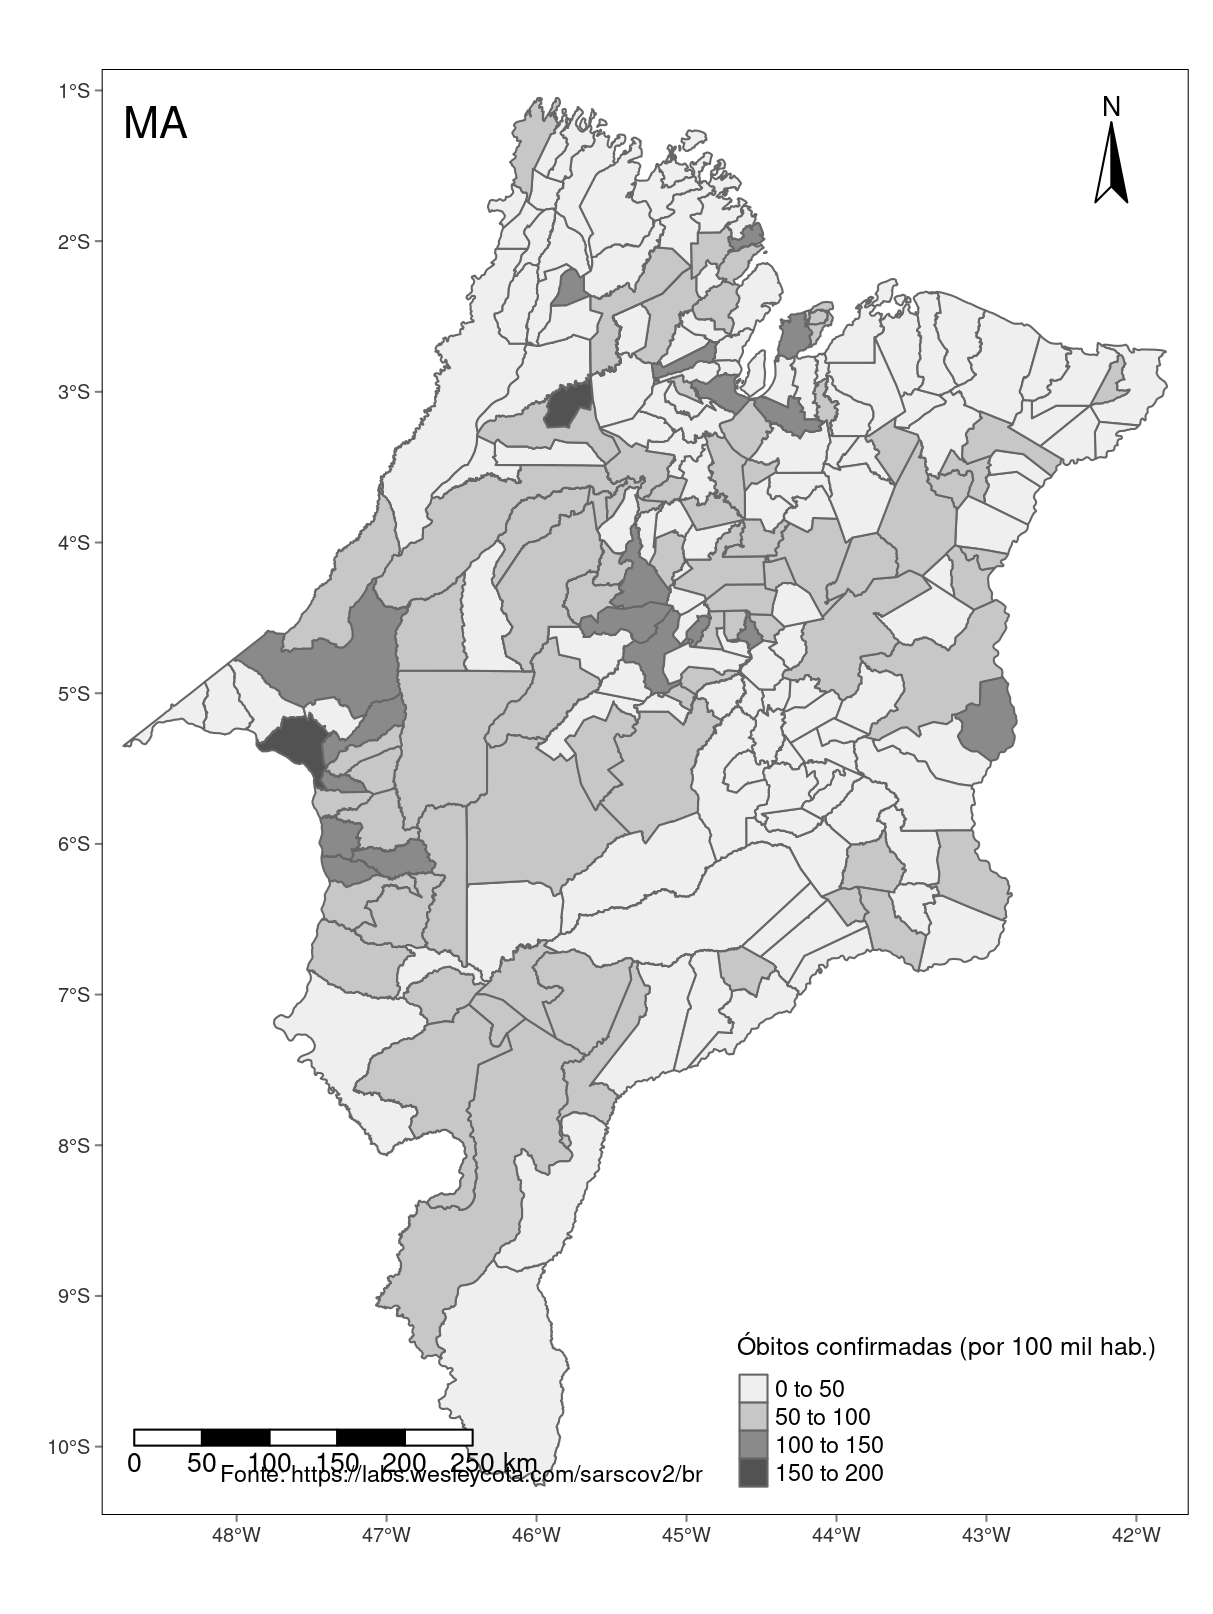 MA
N
1°S
2°S
3°S
4°S
5°S
6°S
7°S
8°S
9°S
10°S
Óbitos confirmadas (por 100 mil hab.)
0 to 50
50 to 100
100 to 150
150 to 200
0 50 100 150 200 250 km
Fonte: https://labs.wesleycota.com/sarscov2/br
48°W 47°W 46°W 45°W 44°W 43°W 42°W